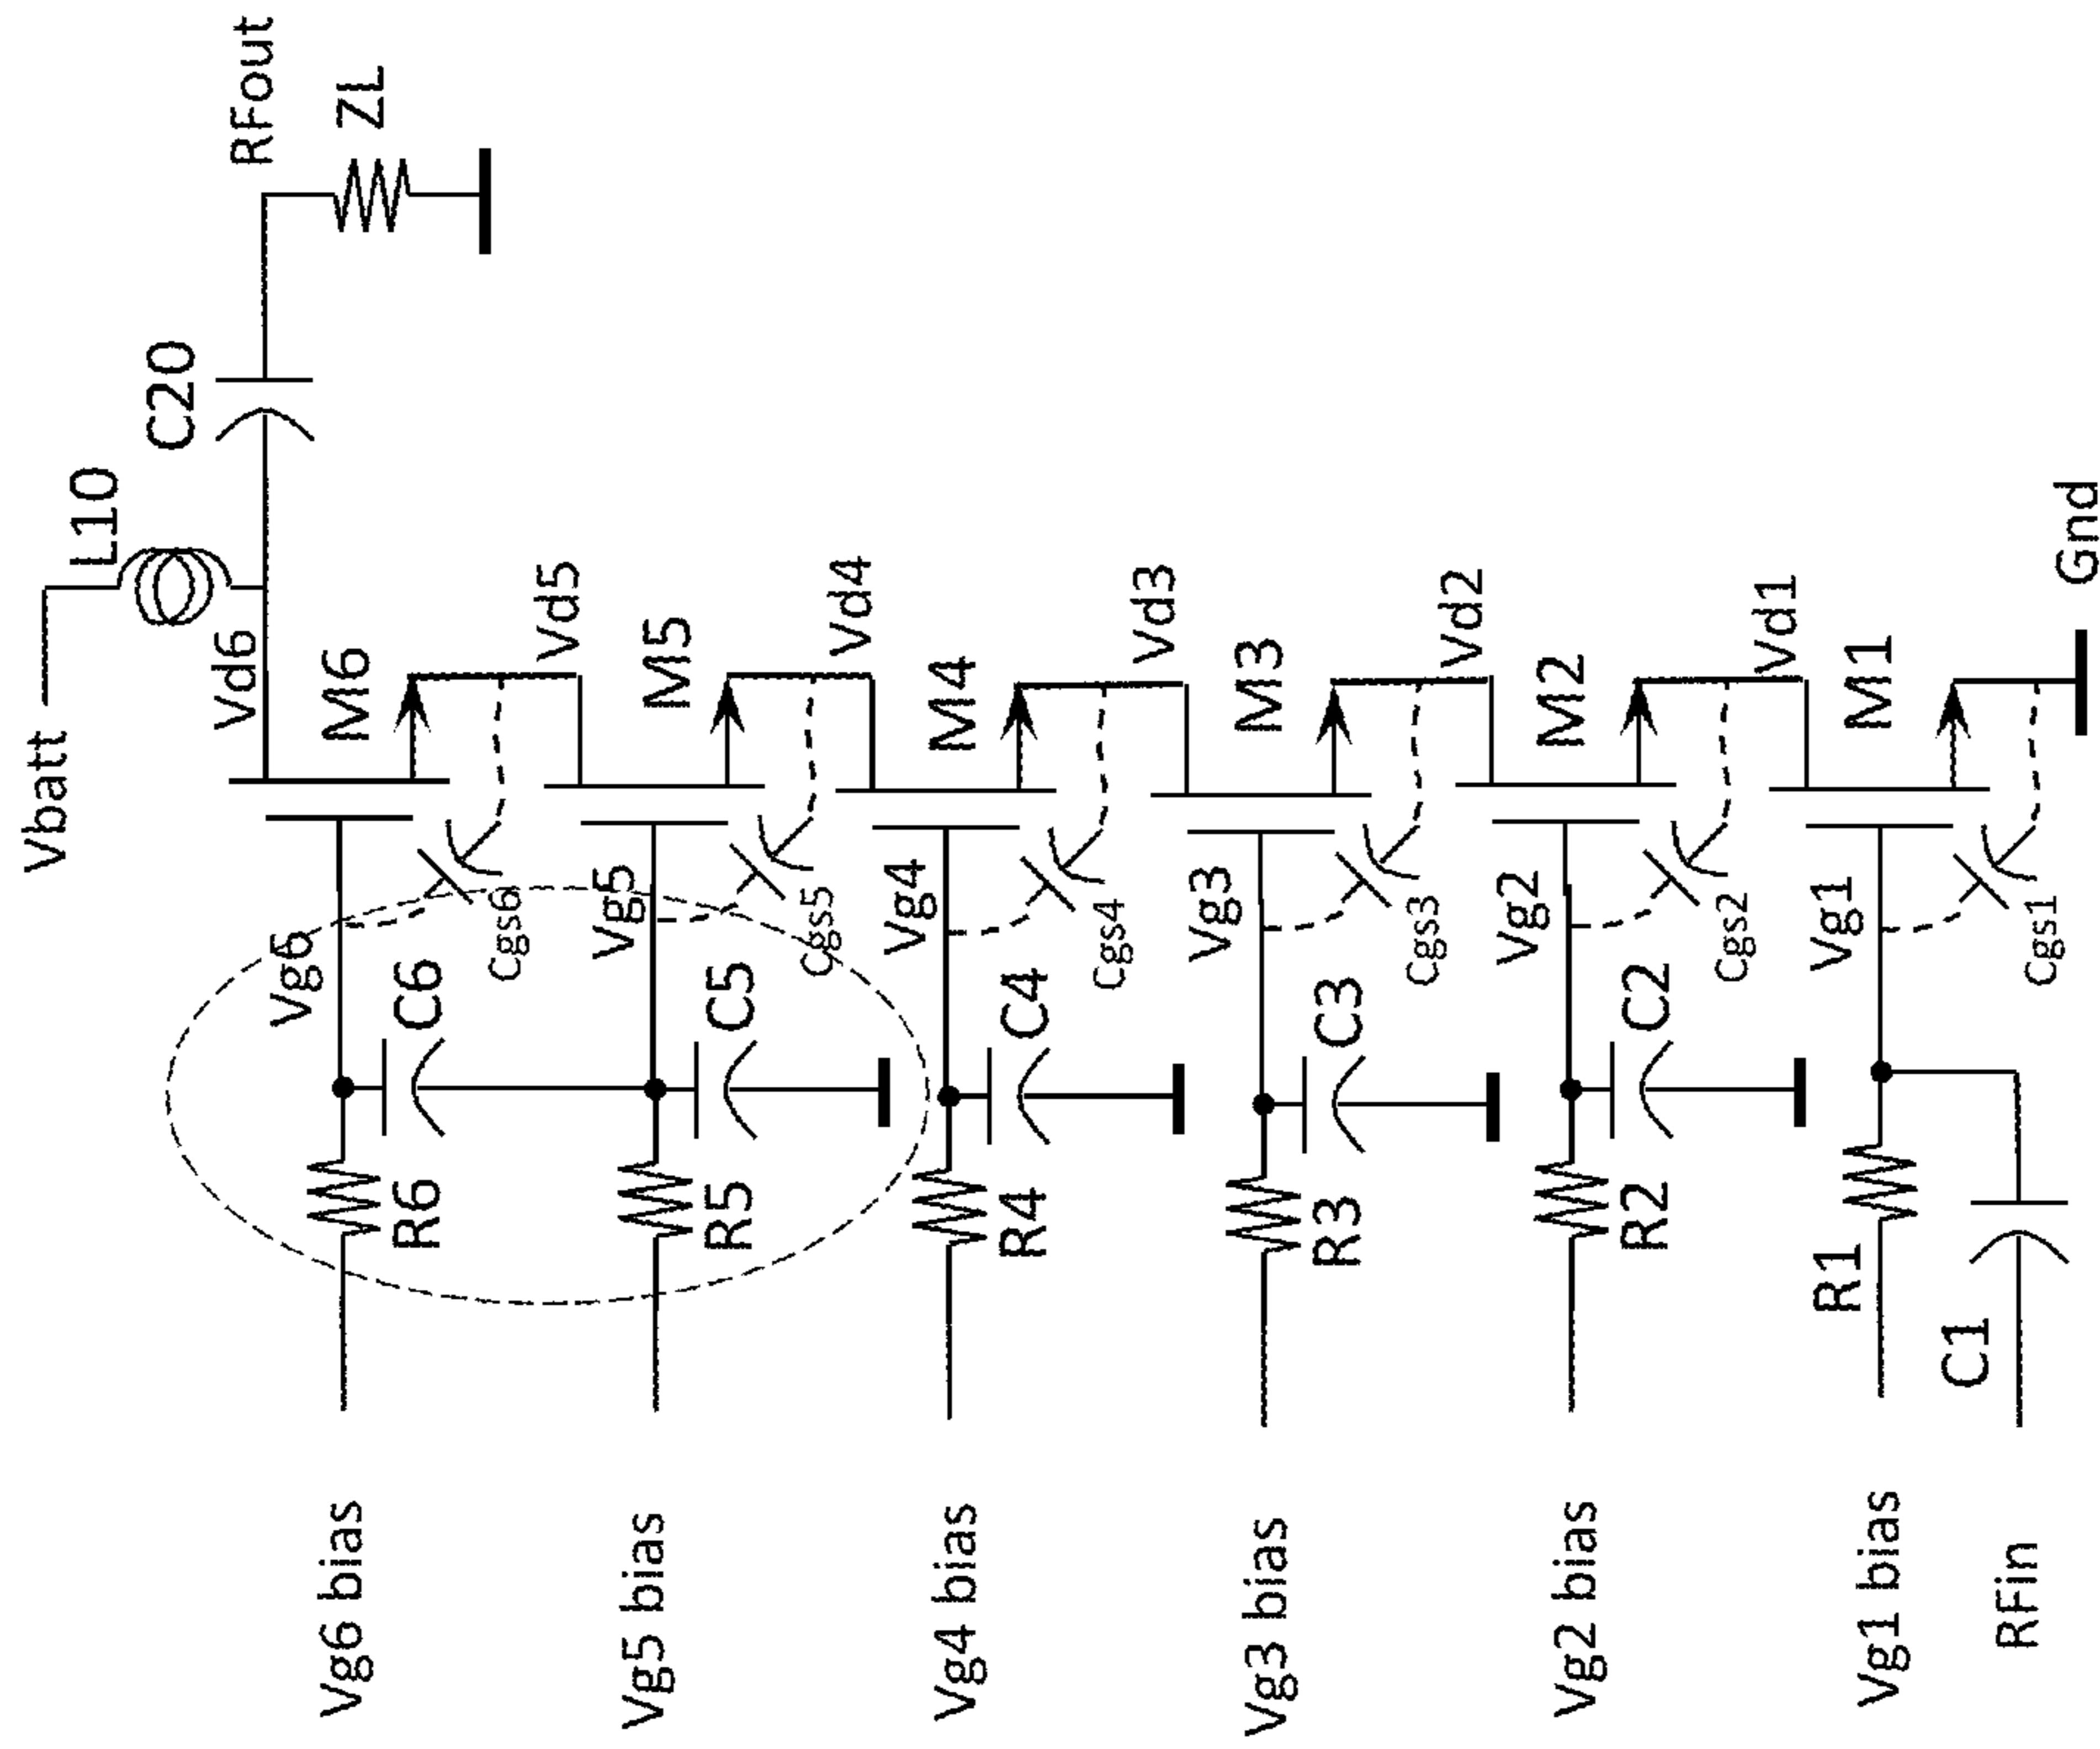 Vbatt
L10
C20
RFout
ZL
Vd6
M6
Vg6
Cgs6
C6
R6
Vg6 bias
Vd5
M5
Vg5
Cgs5
C5
R5
Vg5 bias
Vd4
M4
Vg4
Cgs4
C4
R4
Vg4 bias
Vd3
M3
Vg3
Cgs3
C3
R3
Vg3 bias
Vd2
M2
Vg2
Cgs2
C2
R2
Vg2 bias
Vd1
M1
Vg1
Cgs1
R1
Vg1 bias
C1
RFin
Gnd